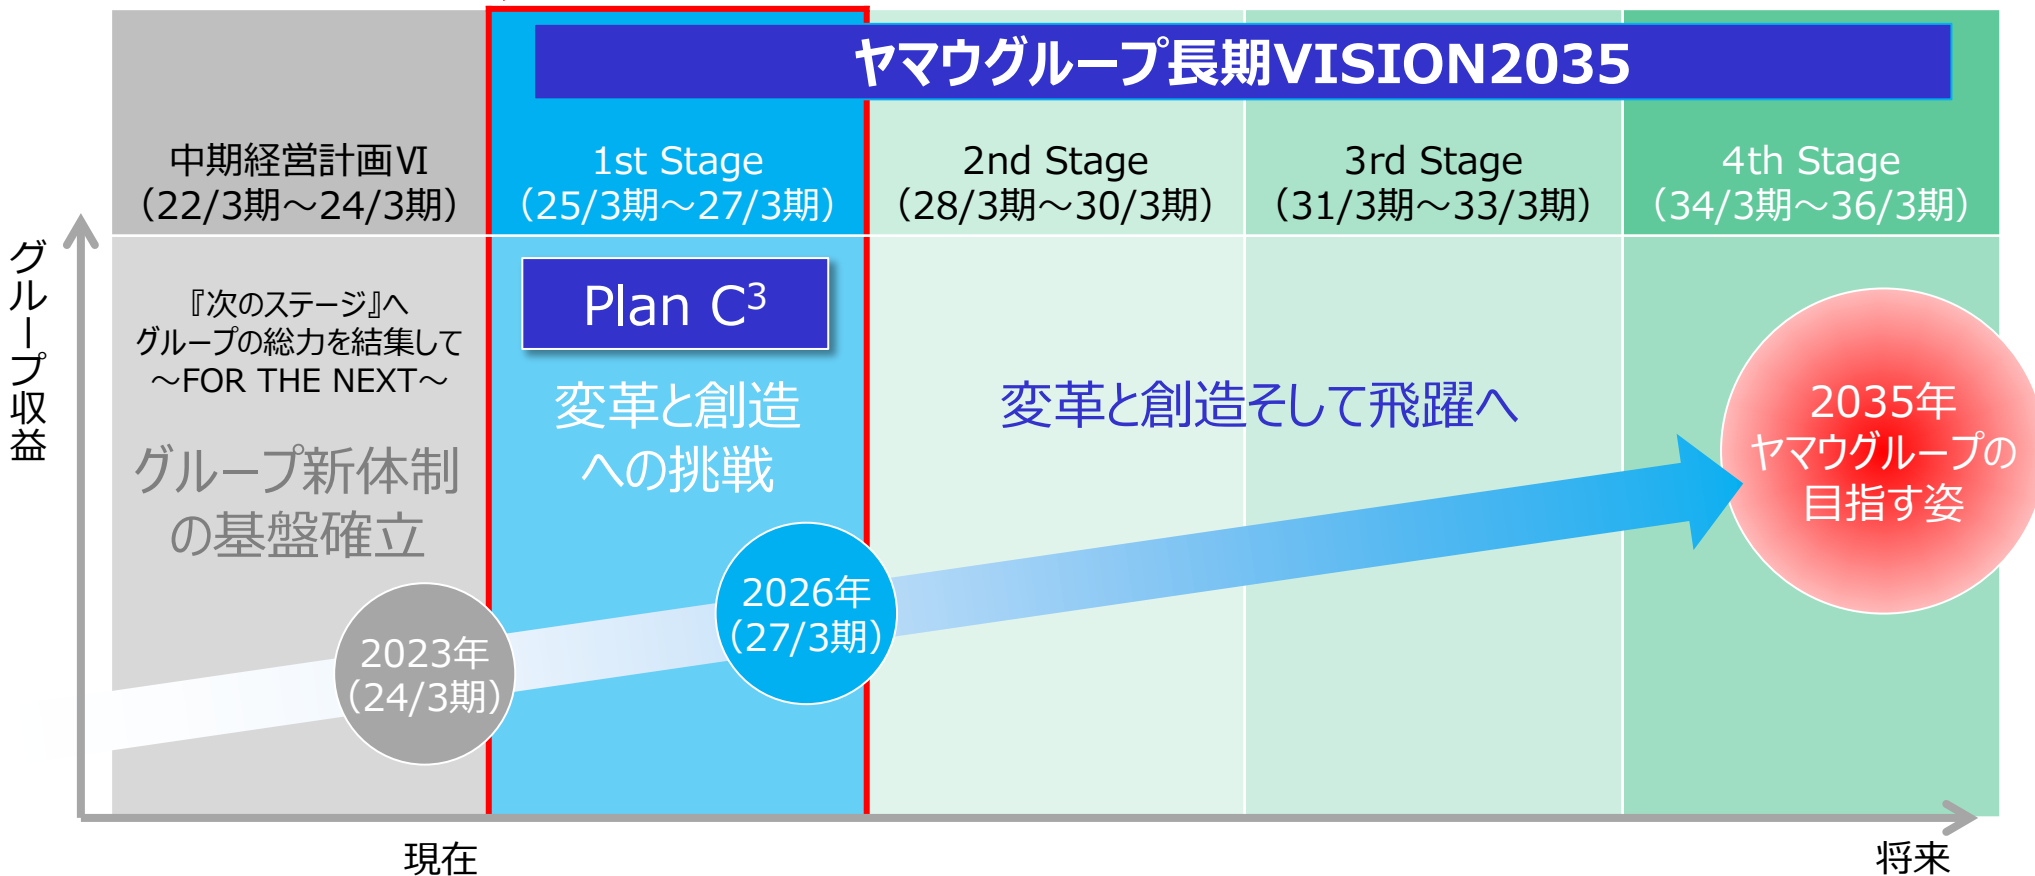 ヤマウグループ長期VISION2035
中期経営計画Ⅵ
（22/3期～24/3期）
1st Stage
（25/3期～27/3期）
2nd Stage
（28/3期～30/3期）
3rd Stage
（31/3期～33/3期）
4th Stage
（34/3期～36/3期）
グループ収益
『次のステージ』へ
グループの総力を結集して
～FOR THE NEXT～
グループ新体制
の基盤確立
Plan C³
変革と創造
への挑戦
変革と創造そして飛躍へ
2035年
ヤマウグループの
目指す姿
2023年
（24/3期）
2026年
（27/3期）
現在
将来